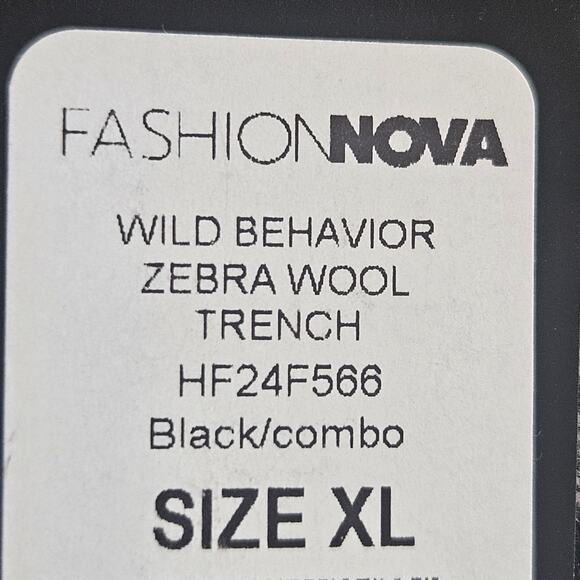 FASHIONNOVA
WILD BEHAVIOR
ZEBRA WOOL
TRENCH
HF24F566
Black/combo
SIZE XL